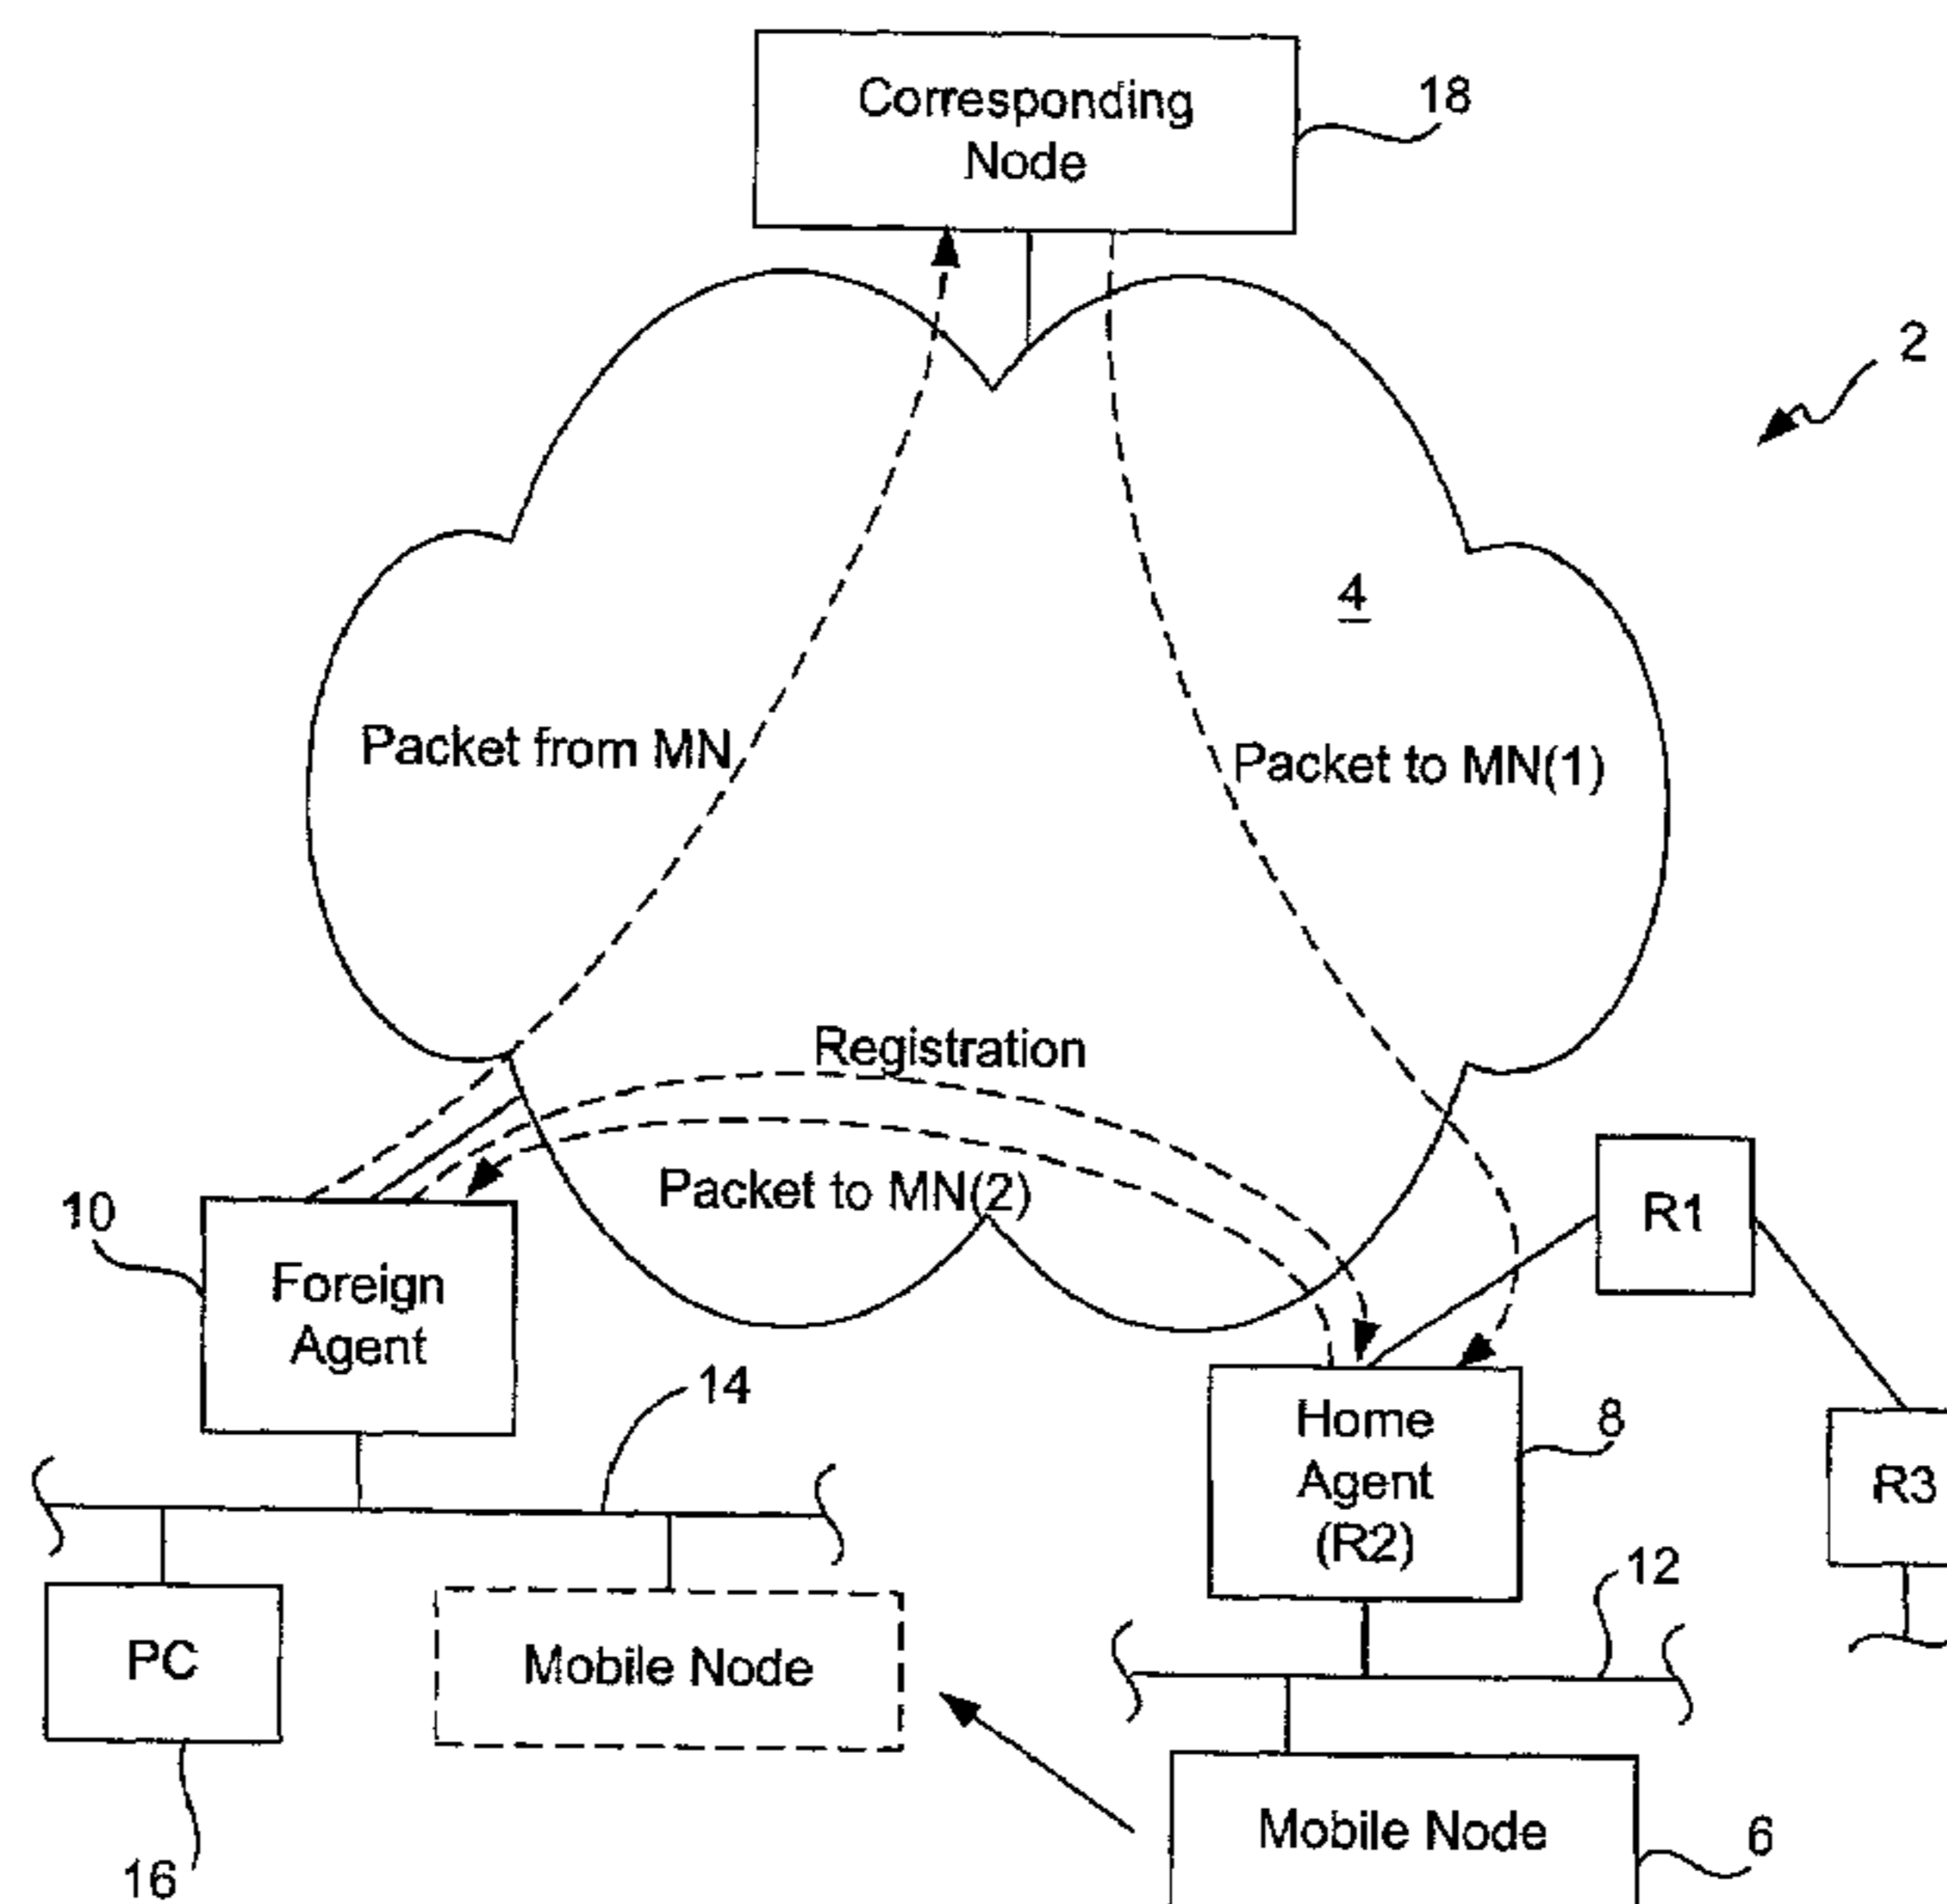 Corresponding
Node
18
2
4
Packet from MN
Packet to MN(1)
Registration
Packet to MN(2)
R1
10
Foreign
Agent
14
Home
Agent
(R2)
8
R3
12
PC
Mobile Node
Mobile Node
6
16